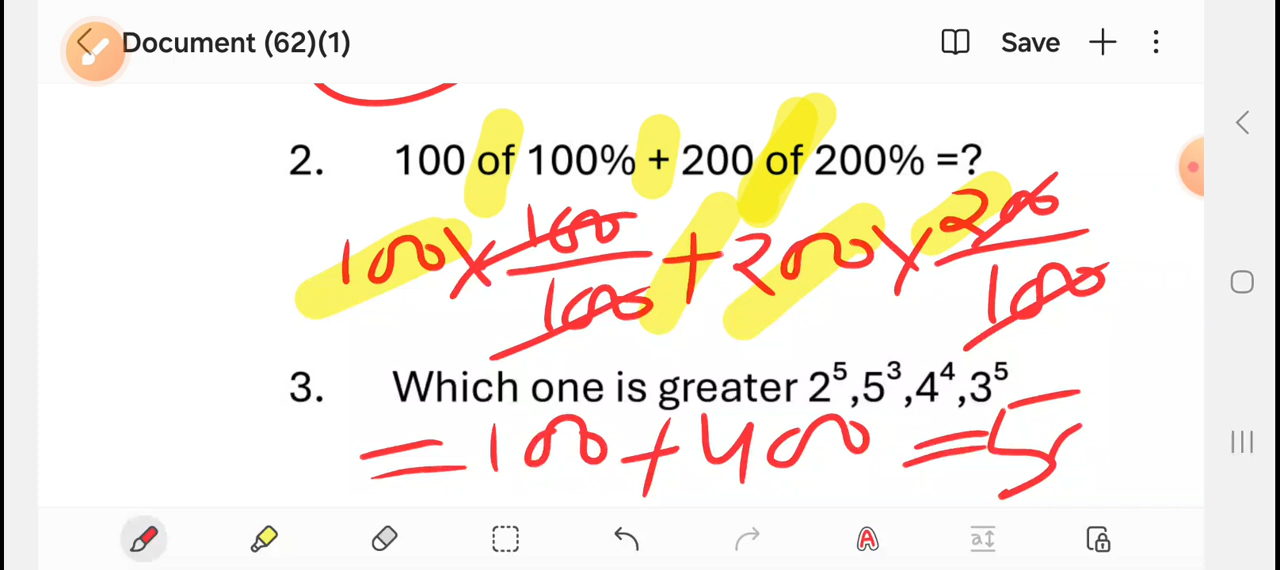 Document (62)(1) Save
2. 100 of 100% + 200 of 200% =?
100 × 100/100 + 200 × 200/100
3. Which one is greater 2⁵,5³,4⁴,3⁵
= 100 + 400 = 5